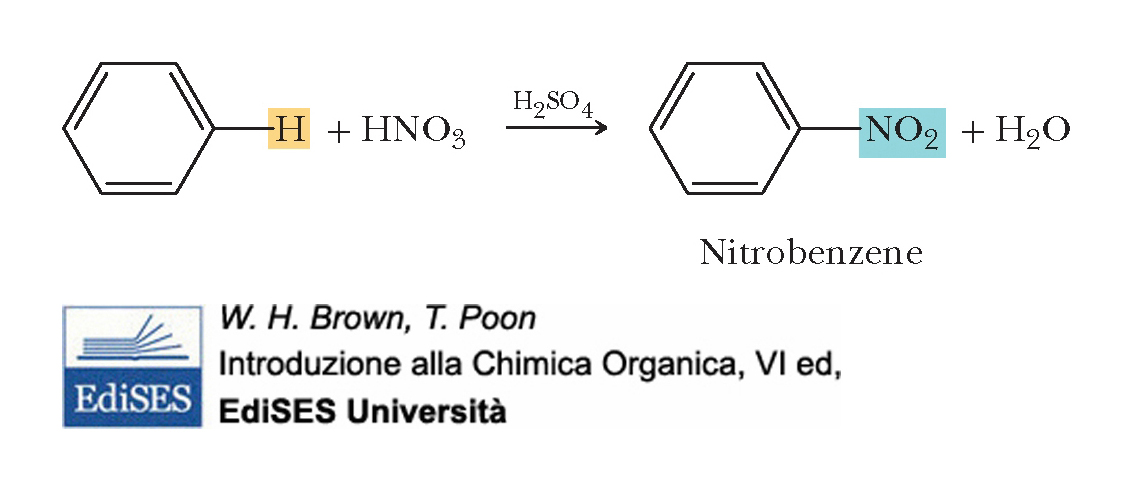 H₂SO₄
H + HNO₃ → NO₂ + H₂O
Nitrobenzene
W. H. Brown, T. Poon
Introduzione alla Chimica Organica, VI ed,
EdiSES
EdiSES Università